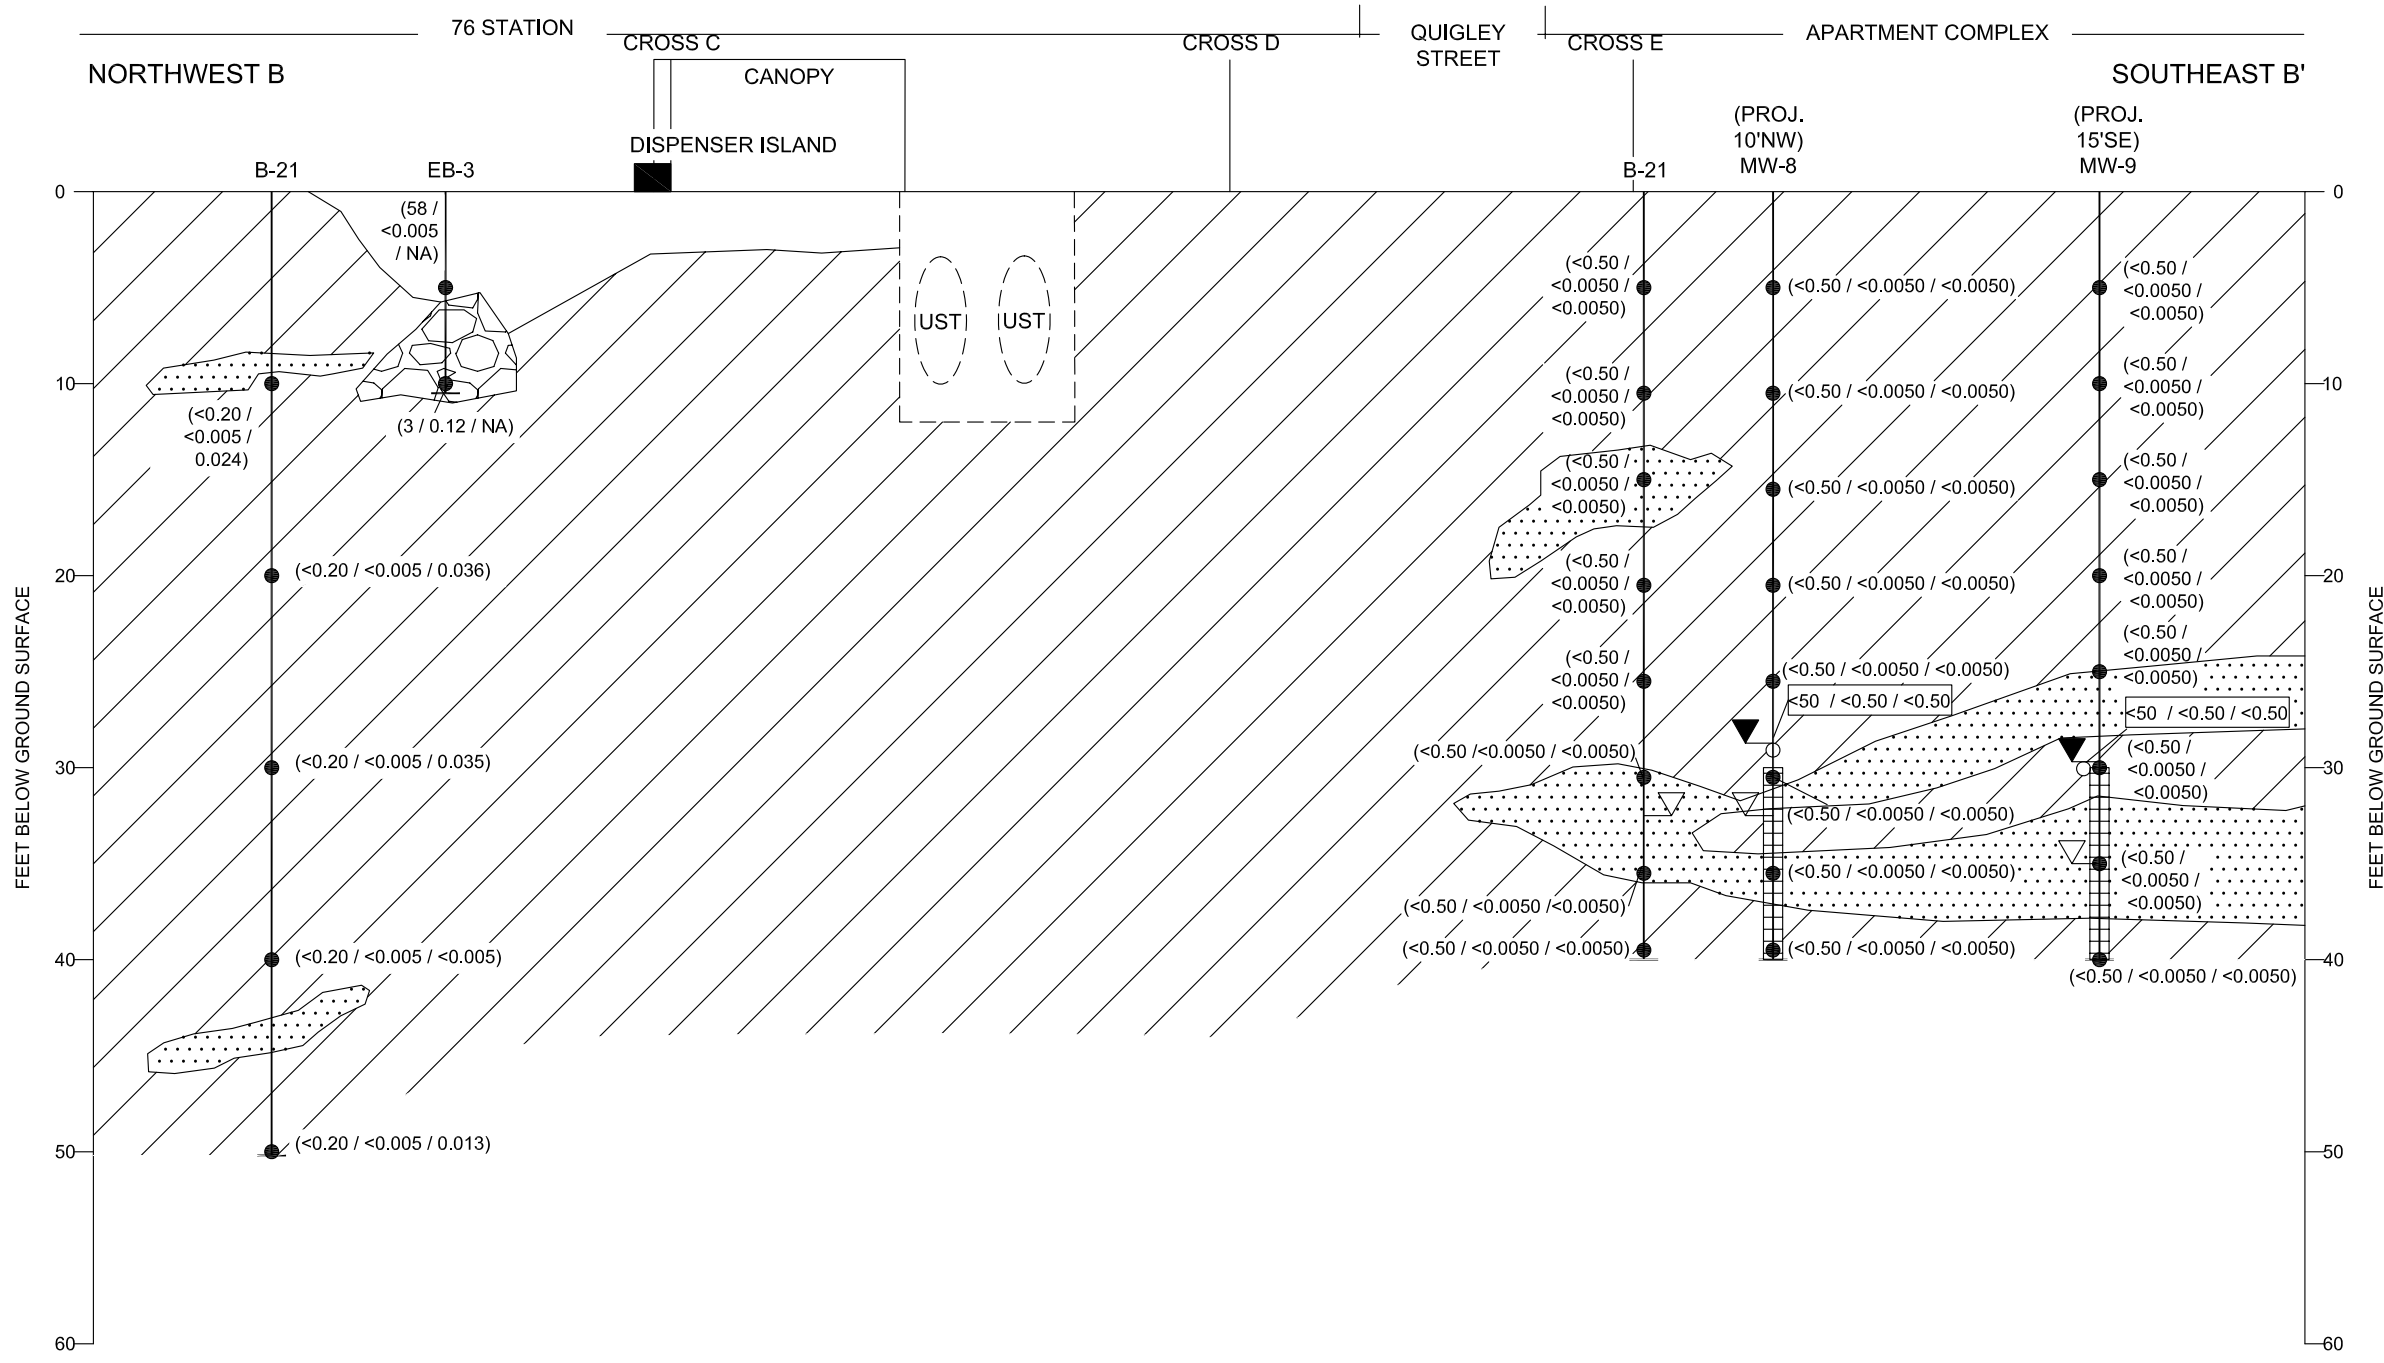 76 STATION
QUIGLEY
STREET
APARTMENT COMPLEX
CROSS C
CROSS D
CROSS E
NORTHWEST B
CANOPY
SOUTHEAST B'
DISPENSER ISLAND
(PROJ.
10'NW)
MW-8
(PROJ.
15'SE)
MW-9
B-21
EB-3
B-21
FEET BELOW GROUND SURFACE
0
10
20
30
40
50
60
(<0.20 /
<0.005 /
0.024)
(<0.20 / <0.005 / 0.036)
(<0.20 / <0.005 / 0.035)
(<0.20 / <0.005 / <0.005)
(<0.20 / <0.005 / 0.013)
(58 /
<0.005
/ NA)
(3 / 0.12 / NA)
UST
UST
(<0.50 /
<0.0050 /
<0.0050)
(<0.50 /
<0.0050 /
<0.0050)
(<0.50 /
<0.0050 /
<0.0050)
(<0.50 /
<0.0050 /
<0.0050)
(<0.50 /
<0.0050 /
<0.0050)
(<0.50 /<0.0050 / <0.0050)
(<0.50 / <0.0050 /<0.0050)
(<0.50 / <0.0050 / <0.0050)
(<0.50 / <0.0050 / <0.0050)
(<0.50 / <0.0050 / <0.0050)
(<0.50 / <0.0050 / <0.0050)
(<0.50 / <0.0050 / <0.0050)
(<0.50 / <0.0050 / <0.0050)
<50 / <0.50 / <0.50
(<0.50 / <0.0050 / <0.0050)
(<0.50 / <0.0050 / <0.0050)
(<0.50 / <0.0050 / <0.0050)
(<0.50 /
<0.0050 /
<0.0050)
(<0.50 /
<0.0050 /
<0.0050)
(<0.50 /
<0.0050 /
<0.0050)
(<0.50 /
<0.0050 /
<0.0050)
(<0.50 /
<0.0050 /
<0.0050)
<50 / <0.50 / <0.50
(<0.50 /
<0.0050 /
<0.0050)
(<0.50 /
<0.0050 /
<0.0050)
(<0.50 / <0.0050 / <0.0050)
0
10
20
30
40
50
60
FEET BELOW GROUND SURFACE